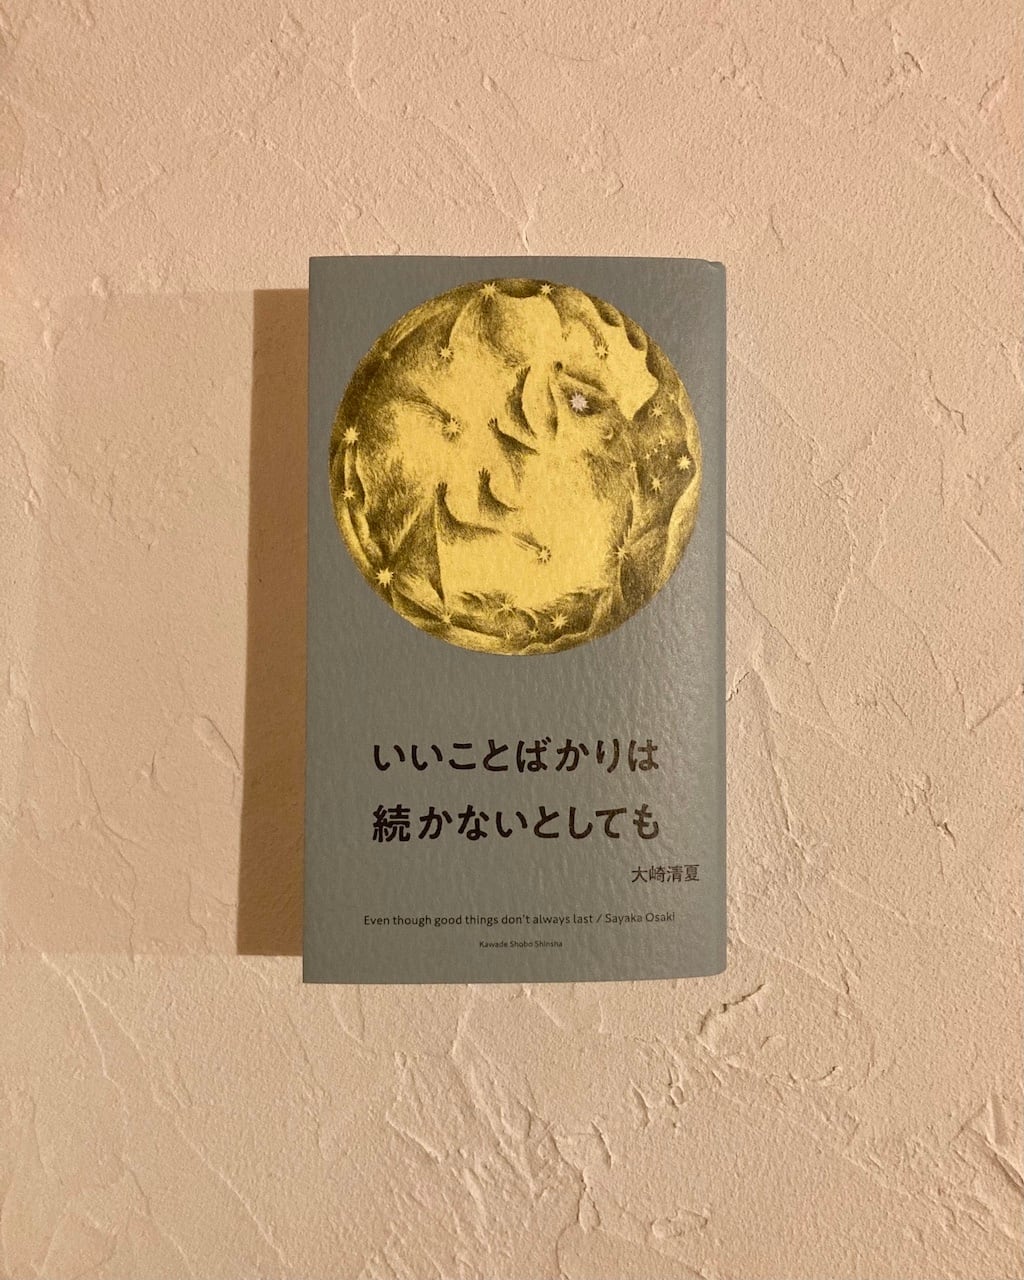 いいことばかりは
続かないとしても
大崎清夏
Even though good things don't always last / Sayaka Osaki
Kawade Shobo Shinsha